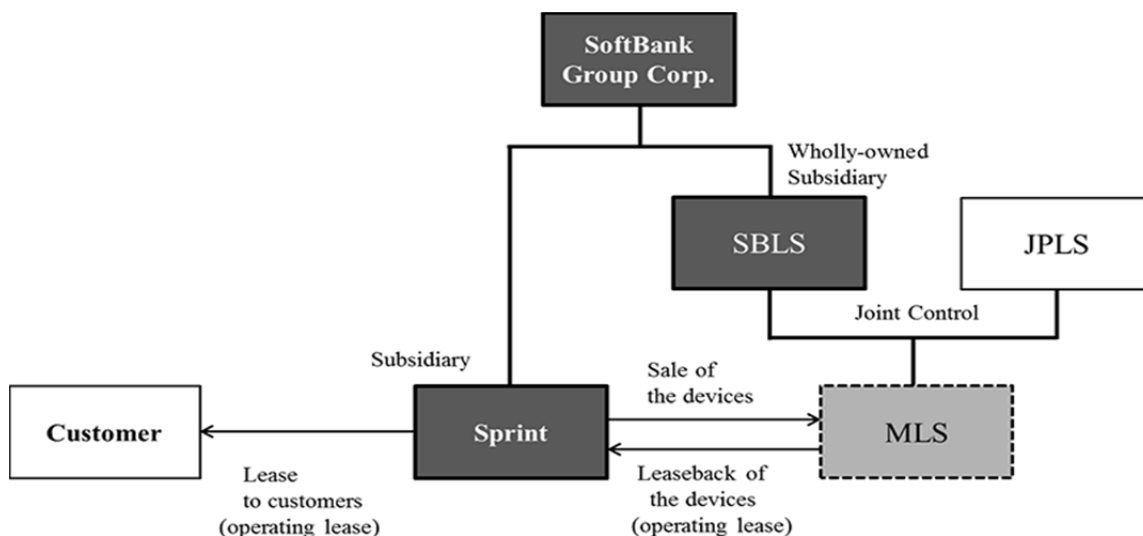 SoftBank
Group Corp.
Wholly-owned
Subsidiary
SBLS
JPLS
Joint Control
Subsidiary
Sale of
the devices
Customer
Sprint
MLS
Lease
to customers
(operating lease)
Leaseback of
the devices
(operating lease)